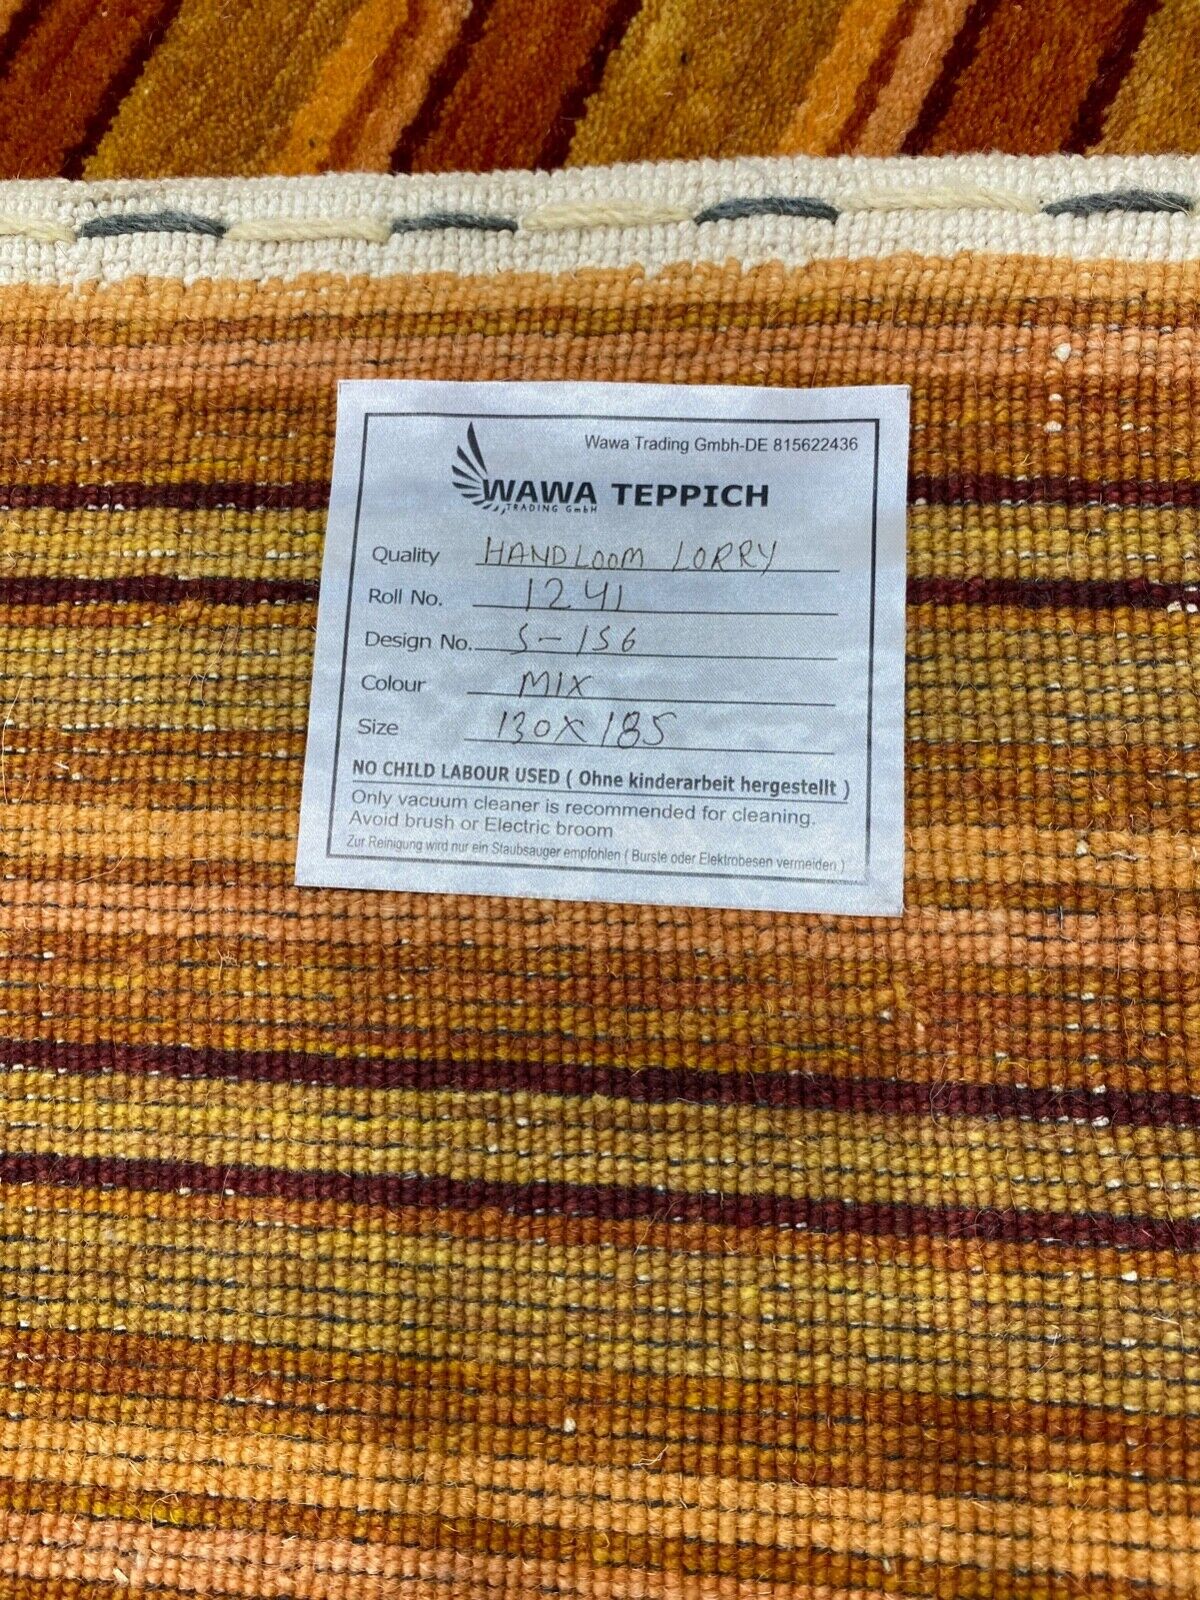 Wawa Trading Gmbh-DE 815622436
WAWA TEPPICH
TRADING GmbH
Quality HANDLOOM LORRY
Roll No. 1241
Design No. S-156
Colour MIX
Size 130X185
NO CHILD LABOUR USED ( Ohne kinderarbeit hergestellt )
Only vacuum cleaner is recommended for cleaning.
Avoid brush or Electric broom
Zur Reinigung wird nur ein Staubsauger empfohlen ( Burste oder Elektrobesen vermeiden )